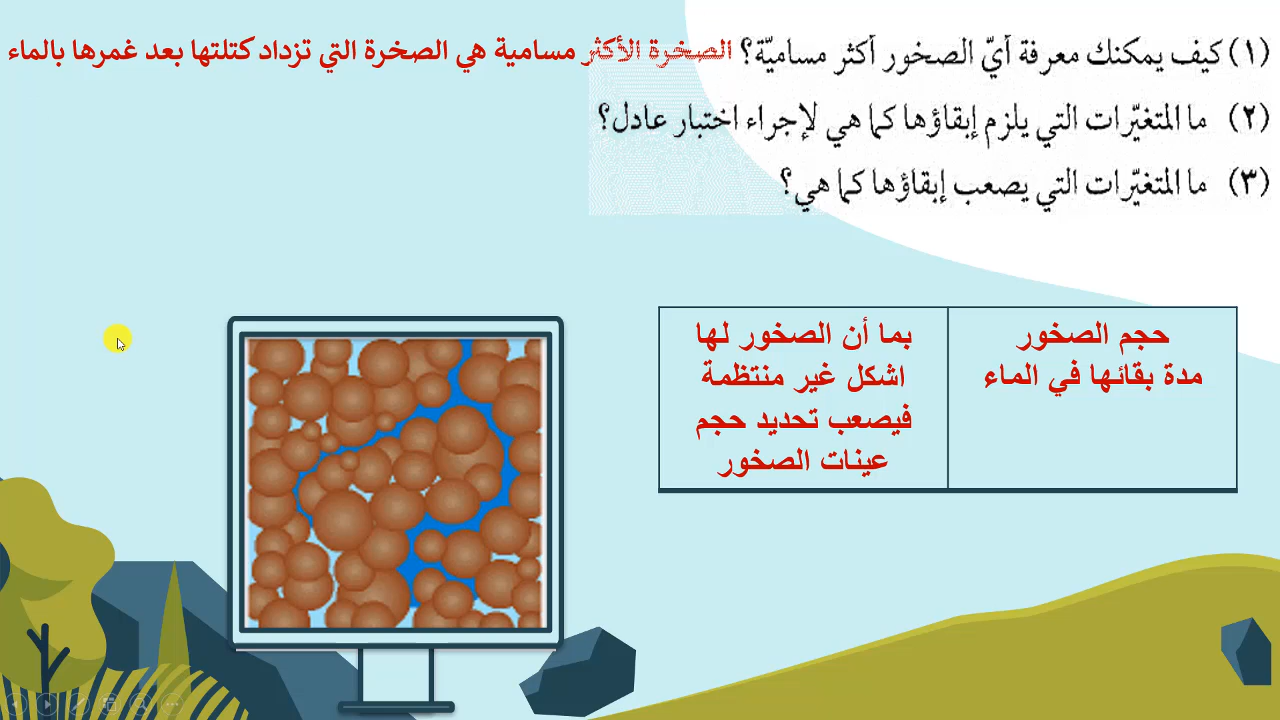 (١) كيف يمكنك معرفة أيّ الصخور أكثر مساميّة؟ الصخرة الأكثر مسامية هي الصخرة التي تزداد كتلتها بعد غمرها بالماء
(٢) ما المتغيّرات التي يلزم إبقاؤها كما هي لإجراء اختبار عادل؟
(٣) ما المتغيّرات التي يصعب إبقاؤها كما هي؟
حجم الصخور
مدة بقائها في الماء
بما أن الصخور لها
اشكل غير منتظمة
فيصعب تحديد حجم
عينات الصخور